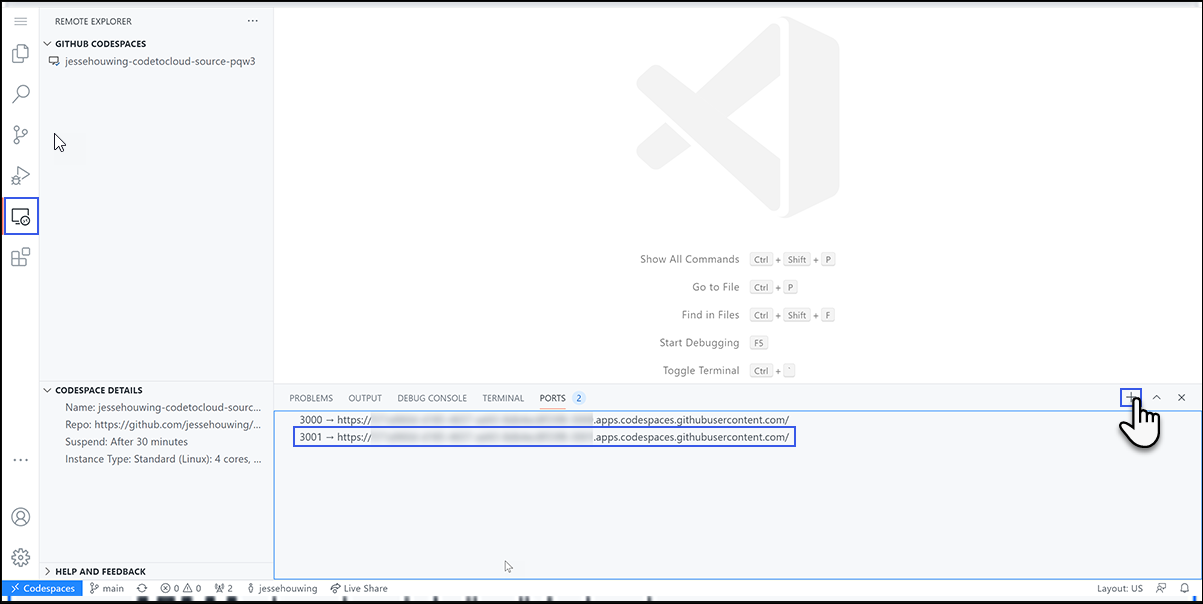 REMOTE EXPLORER ...
GITHUB CODESPACES
jessehouwing-codetocloud-source-pqw3
Show All Commands Ctrl + Shift + P
Go to File Ctrl + P
Find in Files Ctrl + Shift + F
Start Debugging F5
Toggle Terminal Ctrl + `
CODESPACE DETAILS
Name: jessehouwing-codetocloud-sourc...
Repo: https://github.com/jessehouwing/...
Suspend: After 30 minutes
Instance Type: Standard (Linux): 4 cores, ...
HELP AND FEEDBACK
PROBLEMS OUTPUT DEBUG CONSOLE TERMINAL PORTS 2
3000 → https:// .apps.codespaces.githubusercontent.com/
3001 → https:// .apps.codespaces.githubusercontent.com/
Codespaces main 0 0 2 jessehouwing Live Share Layout: US